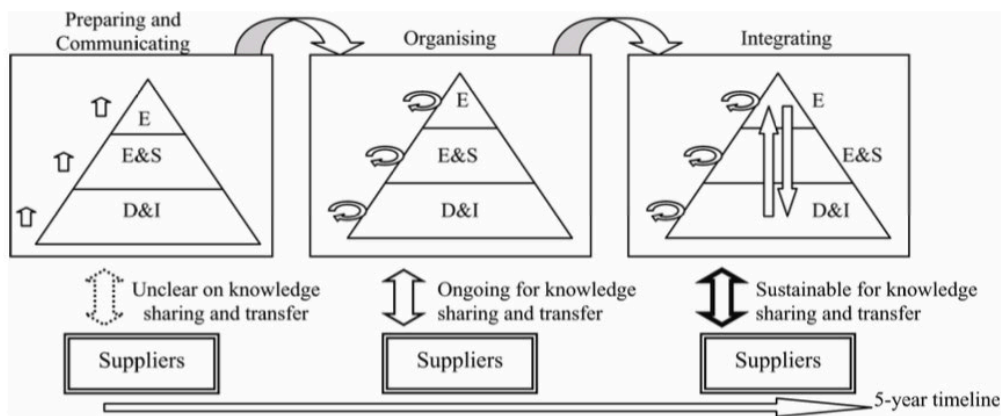 Preparing and
Communicating
Organising
Integrating
E
E&S
D&I
E
E&S
D&I
E
E&S
D&I
Unclear on knowledge
sharing and transfer
Ongoing for knowledge
sharing and transfer
Sustainable for knowledge
sharing and transfer
Suppliers
Suppliers
Suppliers
5-year timeline